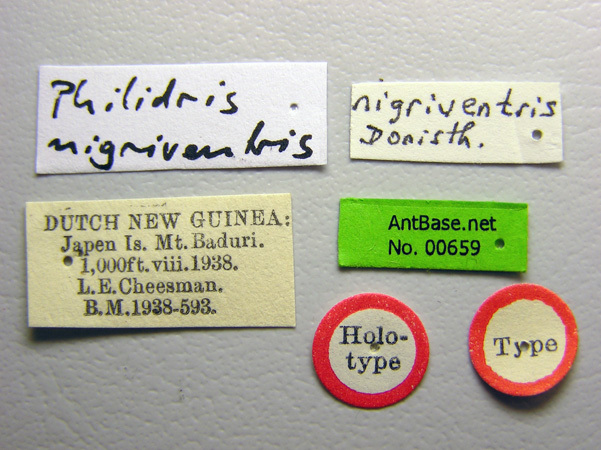 Philidris
nigriventris
nigriventris
Donisth.
DUTCH NEW GUINEA:
Japen Is. Mt. Baduri.
1,000ft. viii. 1938.
L.E. Cheesman.
B.M. 1938-593.
AntBase.net
No. 00659
Holo-
type
Type